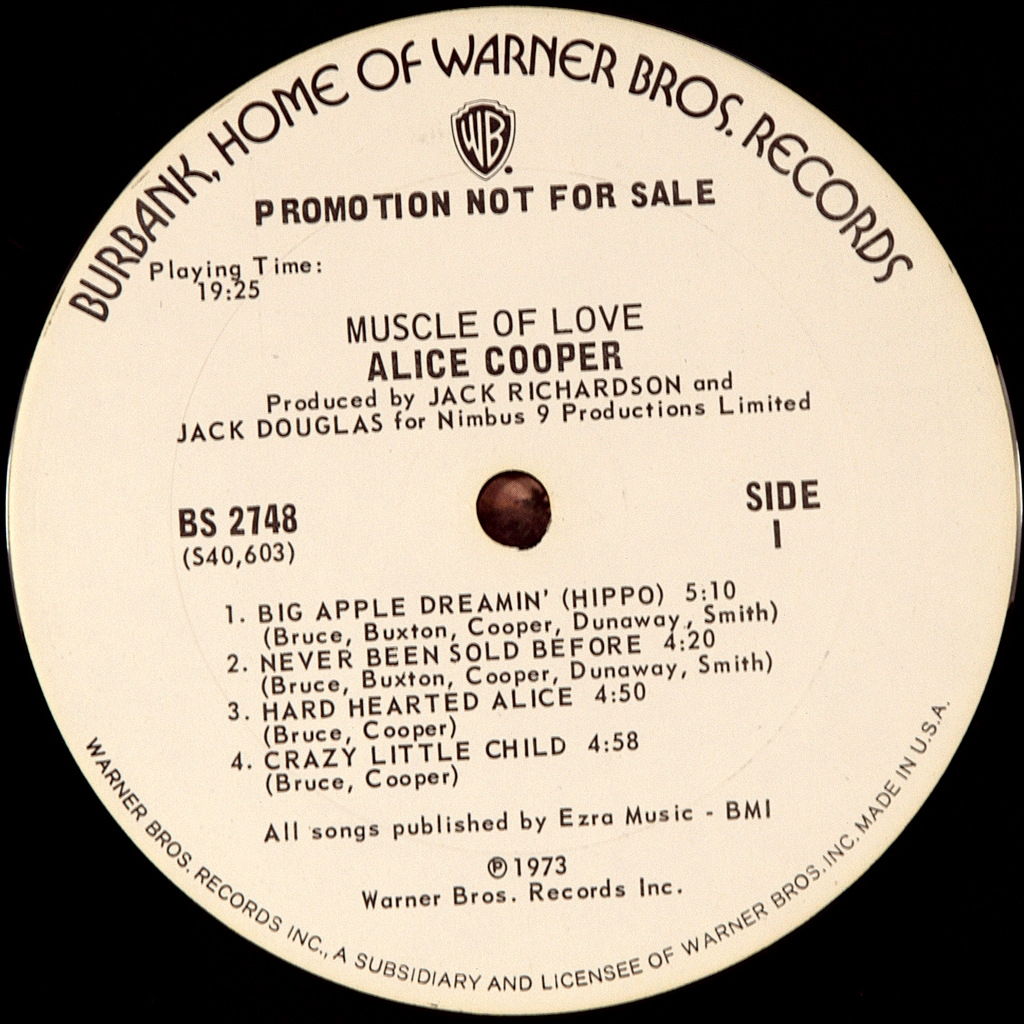 BURBANK, HOME OF WARNER BROS. RECORDS
WB
PROMOTION NOT FOR SALE
Playing Time:
19:25
MUSCLE OF LOVE
ALICE COOPER
Produced by JACK RICHARDSON and
JACK DOUGLAS for Nimbus 9 Productions Limited
BS 2748
(S40,603)
SIDE
1
1. BIG APPLE DREAMIN' (HIPPO) 5:10
(Bruce, Buxton, Cooper, Dunaway, Smith)
2. NEVER BEEN SOLD BEFORE 4:20
(Bruce, Buxton, Cooper, Dunaway, Smith)
3. HARD HEARTED ALICE 4:50
(Bruce, Cooper)
4. CRAZY LITTLE CHILD 4:58
(Bruce, Cooper)
All songs published by Ezra Music - BMI
℗ 1973
Warner Bros. Records Inc.
WARNER BROS. RECORDS INC., A SUBSIDIARY AND LICENSEE OF WARNER BROS. INC. MADE IN U.S.A.